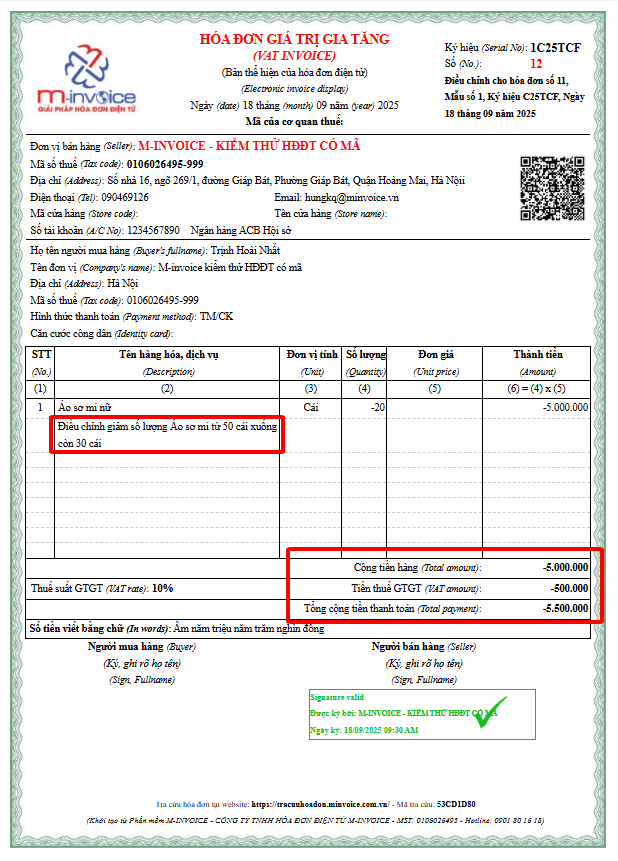 HÓA ĐƠN GIÁ TRỊ GIA TĂNG
(VAT INVOICE)
(Bản thể hiện của hóa đơn điện tử)
(Electronic invoice display)
Ngày (date) 18 tháng (month) 09 năm (year) 2025
Mã của cơ quan thuế:
m-invoice
GIẢI PHÁP HÓA ĐƠN ĐIỆN TỬ
Ký hiệu (Serial No): 1C25TCF
Số (No.): 12
Điều chỉnh cho hóa đơn số 11,
Mẫu số 1, Ký hiệu C25TCF, Ngày
18 tháng 09 năm 2025
Đơn vị bán hàng (Seller): M-INVOICE - KIỂM THỬ HĐĐT CÓ MÃ
Mã số thuế (Tax code): 0106026495-999
Địa chỉ (Address): Số nhà 16, ngõ 269/1, đường Giáp Bát, Phường Giáp Bát, Quận Hoàng Mai, Hà Nộii
Điện thoại (Tel): 090469126 Email: hungkq@minvoice.vn
Mã cửa hàng (Store code): Tên cửa hàng (Store name):
Số tài khoản (A/C No): 1234567890 Ngân hàng ACB Hội sở
Họ tên người mua hàng (Buyer's fullname): Trịnh Hoài Nhất
Tên đơn vị (Company's name): M-invoice kiểm thử HĐĐT có mã
Địa chỉ (Address): Hà Nội
Mã số thuế (Tax code): 0106026495-999
Hình thức thanh toán (Payment method): TM/CK
Căn cước công dân (Identity card):
STT Tên hàng hóa, dịch vụ Đơn vị tính Số lượng Đơn giá Thành tiền
(No.) (Description) (Unit) (Quantity) (Unit price) (Amount)
(1) (2) (3) (4) (5) (6) = (4) x (5)
1 Áo sơ mi nữ Cái -20 -5.000.000
Điều chỉnh giảm số lượng Áo sơ mi từ 50 cái xuống
còn 30 cái
Cộng tiền hàng (Total amount): -5.000.000
Thuế suất GTGT (VAT rate): 10% Tiền thuế GTGT (VAT amount): -500.000
Tổng cộng tiền thanh toán (Total payment): -5.500.000
Số tiền viết bằng chữ (In words): Âm năm triệu năm trăm nghìn đồng
Người mua hàng (Buyer) Người bán hàng (Seller)
(Ký, ghi rõ họ tên) (Ký, ghi rõ họ tên)
(Sign, Fullname) (Sign, Fullname)
Signature valid
Được ký bởi: M-INVOICE - KIỂM THỬ HĐĐT CÓ MÃ
Ngày ký: 18/09/2025 09:30 AM
Tra cứu hóa đơn tại website: https://tracuuhoadon.minvoice.com.vn/ - Mã tra cứu: 53CD1D80
(Khởi tạo từ Phần mềm M-INVOICE - CÔNG TY TNHH HÓA ĐƠN ĐIỆN TỬ M-INVOICE - MST: 0106026495 - Hotline: 0901 80 16 18)